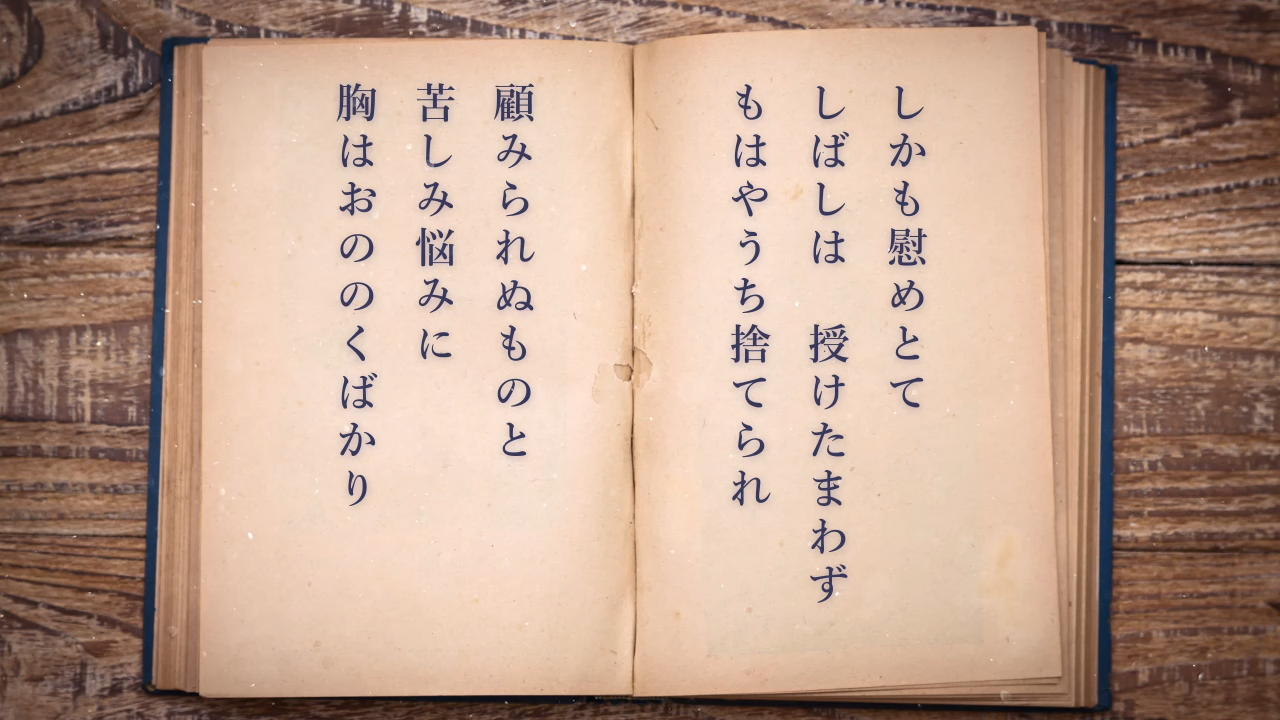 しかも慰めとて
しばしは　授けたまわず
もはやうち捨てられ
顧みられぬものと
苦しみ悩みに
胸はおののくばかり